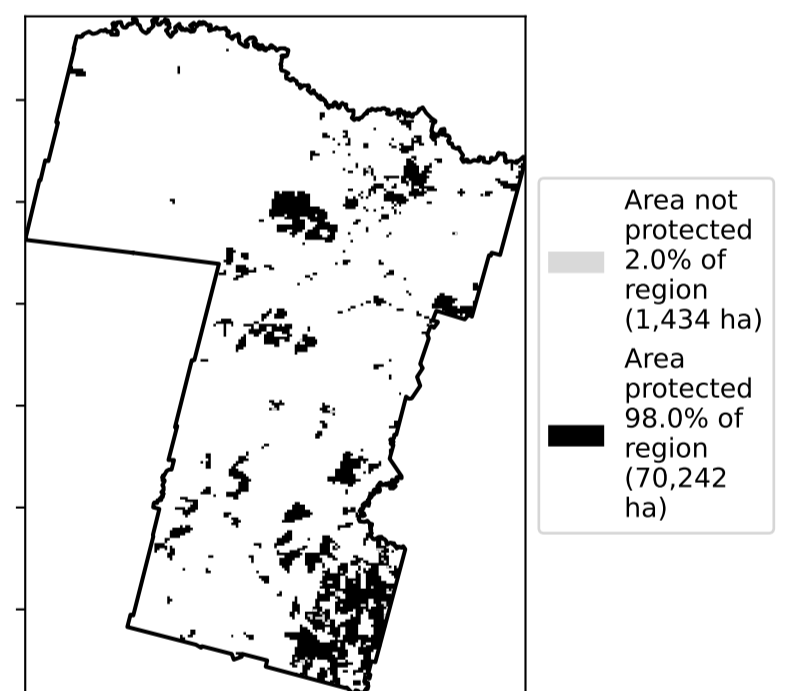 Area not
protected
2.0% of
region
(1,434 ha)
Area
protected
98.0% of
region
(70,242
ha)